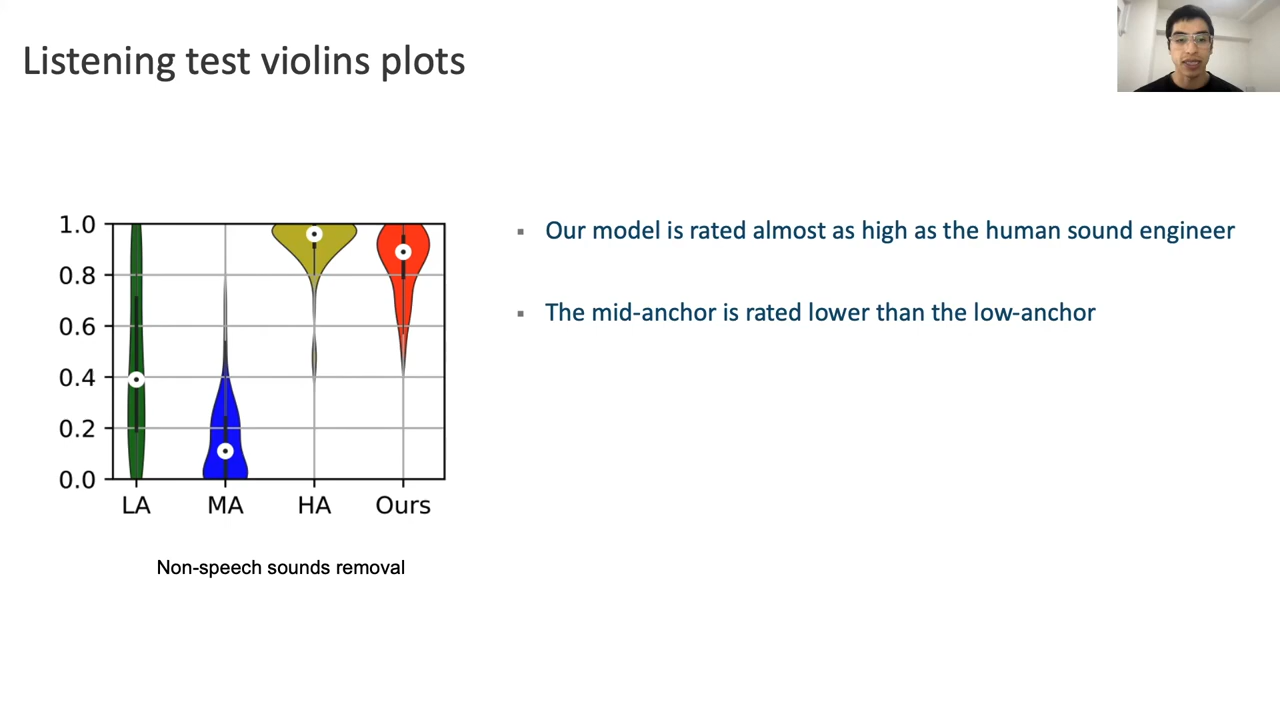 Listening test violins plots
1.0
0.8
0.6
0.4
0.2
0.0
LA MA HA Ours
Non-speech sounds removal
▪ Our model is rated almost as high as the human sound engineer
▪ The mid-anchor is rated lower than the low-anchor